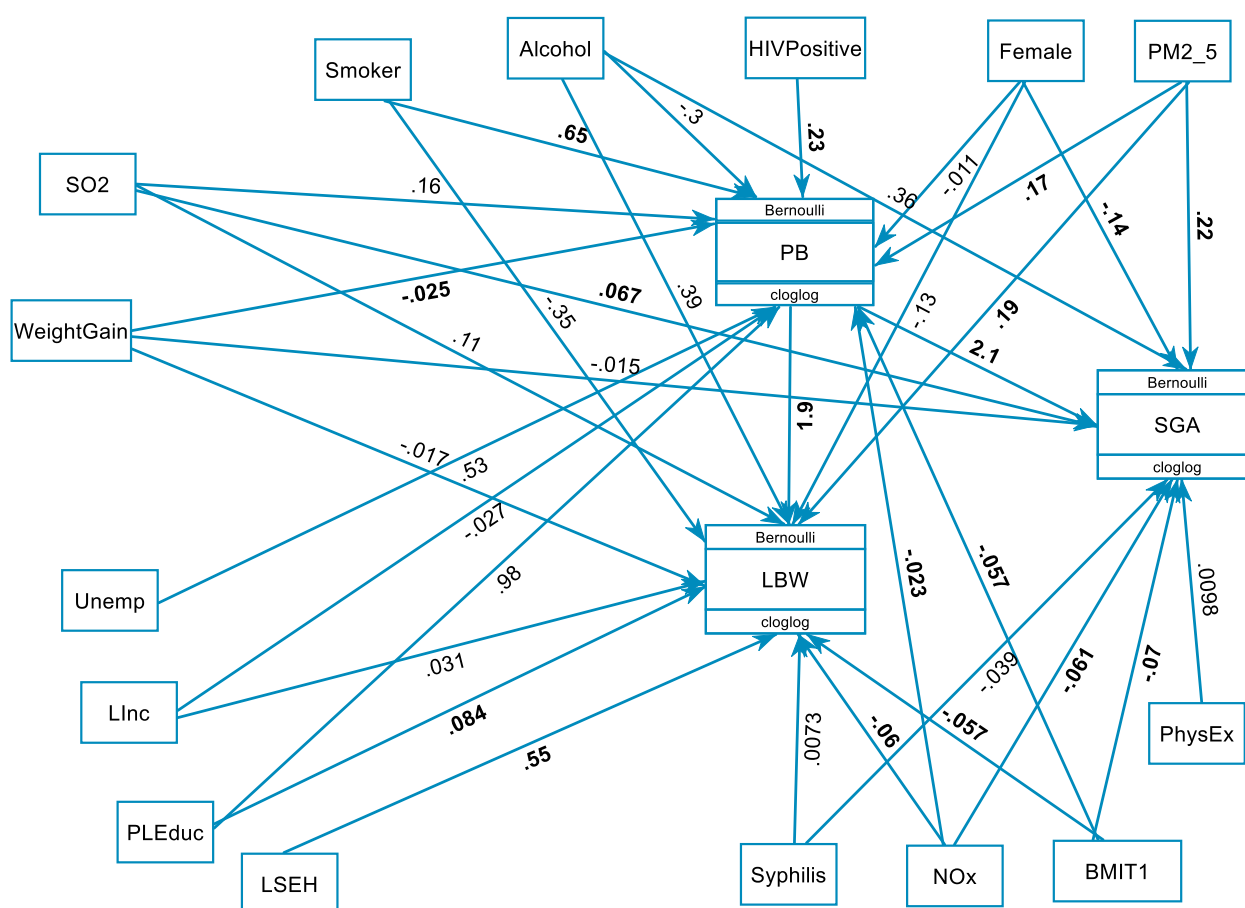 Alcohol
HIVPositive
Female
PM2_5
Smoker
-.3
.65
.23
-.011
SO2
.16
.36
.17
-.14
.22
Bernoulli
PB
cloglog
-.025
.067
-.35
.39
-.13
.19
WeightGain
.11
2.1
-.015
1.9
Bernoulli
SGA
cloglog
-.017
.53
-.027
.98
Bernoulli
LBW
cloglog
-.023
-.057
.0098
Unemp
.031
-.039
-.061
-.07
LInc
.084
-.06
-.057
PhysEx
.55
.0073
PLEduc
LSEH
Syphilis
NOx
BMIT1